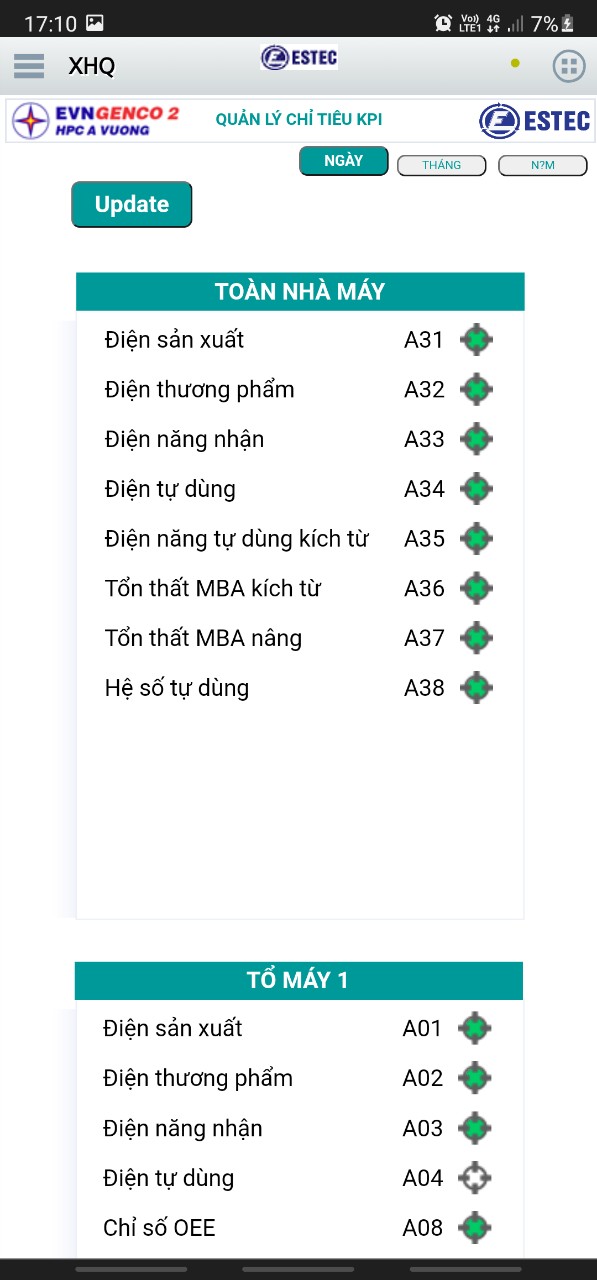 17:10 Vo)) LTE1 4G 7%
XHQ ESTEC
EVNGENCO 2
HPC A VUONG
QUẢN LÝ CHỈ TIÊU KPI
ESTEC
NGÀY THÁNG N?M
Update
TOÀN NHÀ MÁY
Điện sản xuất A31
Điện thương phẩm A32
Điện năng nhận A33
Điện tự dùng A34
Điện năng tự dùng kích từ A35
Tổn thất MBA kích từ A36
Tổn thất MBA nâng A37
Hệ số tự dùng A38
TỔ MÁY 1
Điện sản xuất A01
Điện thương phẩm A02
Điện năng nhận A03
Điện tự dùng A04
Chỉ số OEE A08